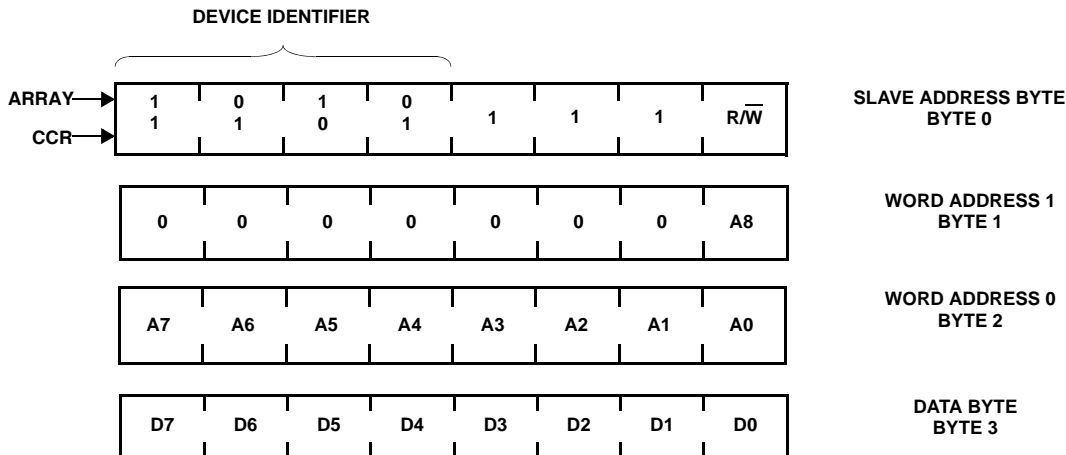 DEVICE IDENTIFIER
ARRAY 1 0 1 0
CCR 1 1 0 1 1 1 1 R/W̅
SLAVE ADDRESS BYTE
BYTE 0
0 0 0 0 0 0 0 A8
WORD ADDRESS 1
BYTE 1
A7 A6 A5 A4 A3 A2 A1 A0
WORD ADDRESS 0
BYTE 2
D7 D6 D5 D4 D3 D2 D1 D0
DATA BYTE
BYTE 3